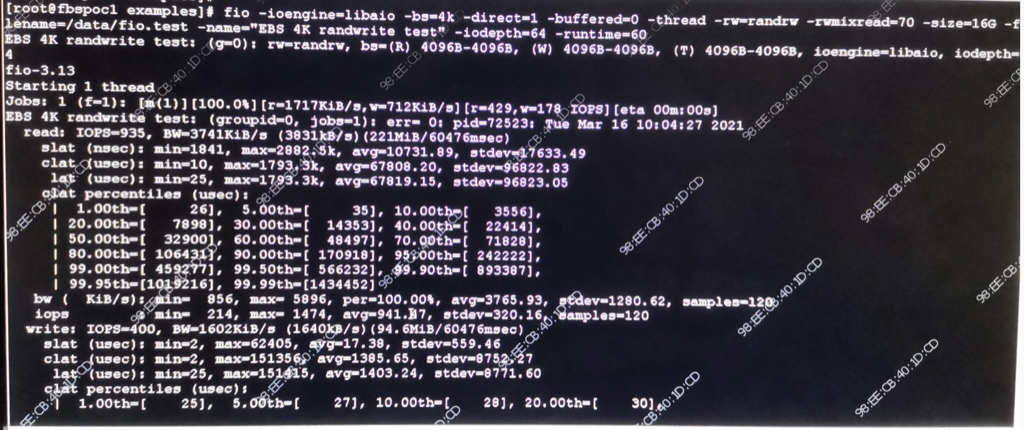 [root@fbspoc1 examples]# fio -ioengine=libaio -bs=4k -direct=1 -buffered=0 -thread -rw=randrw -rwmixread=70 -size=16G -f
lename=/data/fio.test -name="EBS 4K randwrite test" -iodepth=64 -runtime=60
EBS 4K randwrite test: (g=0): rw=randrw, bs=(R) 4096B-4096B, (W) 4096B-4096B, (T) 4096B-4096B, ioengine=libaio, iodepth=
4
fio-3.13
Starting 1 thread
Jobs: 1 (f=1): [m(1)][100.0%][r=1717KiB/s,w=712KiB/s][r=429,w=178 IOPS][eta 00m:00s]
EBS 4K randwrite test: (groupid=0, jobs=1): err= 0: pid=72523: Tue Mar 16 10:04:27 2021
read: IOPS=935, BW=3741KiB/s (3831kB/s)(221MiB/60476msec)
slat (nsec): min=1841, max=2882.5k, avg=10731.89, stdev=17633.49
clat (usec): min=10, max=1793.3k, avg=67808.20, stdev=96822.83
lat (usec): min=25, max=1793.3k, avg=67819.15, stdev=96823.05
clat percentiles (usec):
| 1.00th=[ 26], 5.00th=[ 35], 10.00th=[ 3556],
| 20.00th=[ 7898], 30.00th=[ 14353], 40.00th=[ 22414],
| 50.00th=[ 32900], 60.00th=[ 48497], 70.00th=[ 71828],
| 80.00th=[ 106431], 90.00th=[ 170918], 95.00th=[ 242222],
| 99.00th=[ 459277], 99.50th=[ 566232], 99.90th=[ 893387],
| 99.95th=[1019216], 99.99th=[1434452]
bw ( KiB/s): min= 856, max= 5896, per=100.00%, avg=3765.93, stdev=1280.62, samples=120
iops : min= 214, max= 1474, avg=941.47, stdev=320.16, samples=120
write: IOPS=400, BW=1602KiB/s (1640kB/s)(94.6MiB/60476msec)
slat (usec): min=2, max=62405, avg=17.38, stdev=559.46
clat (usec): min=2, max=151356, avg=1385.65, stdev=8752.27
lat (usec): min=25, max=151415, avg=1403.24, stdev=8771.60
clat percentiles (usec):
| 1.00th=[ 25], 5.00th=[ 27], 10.00th=[ 28], 20.00th=[ 30],
98:EE:CB:40:1D:CD